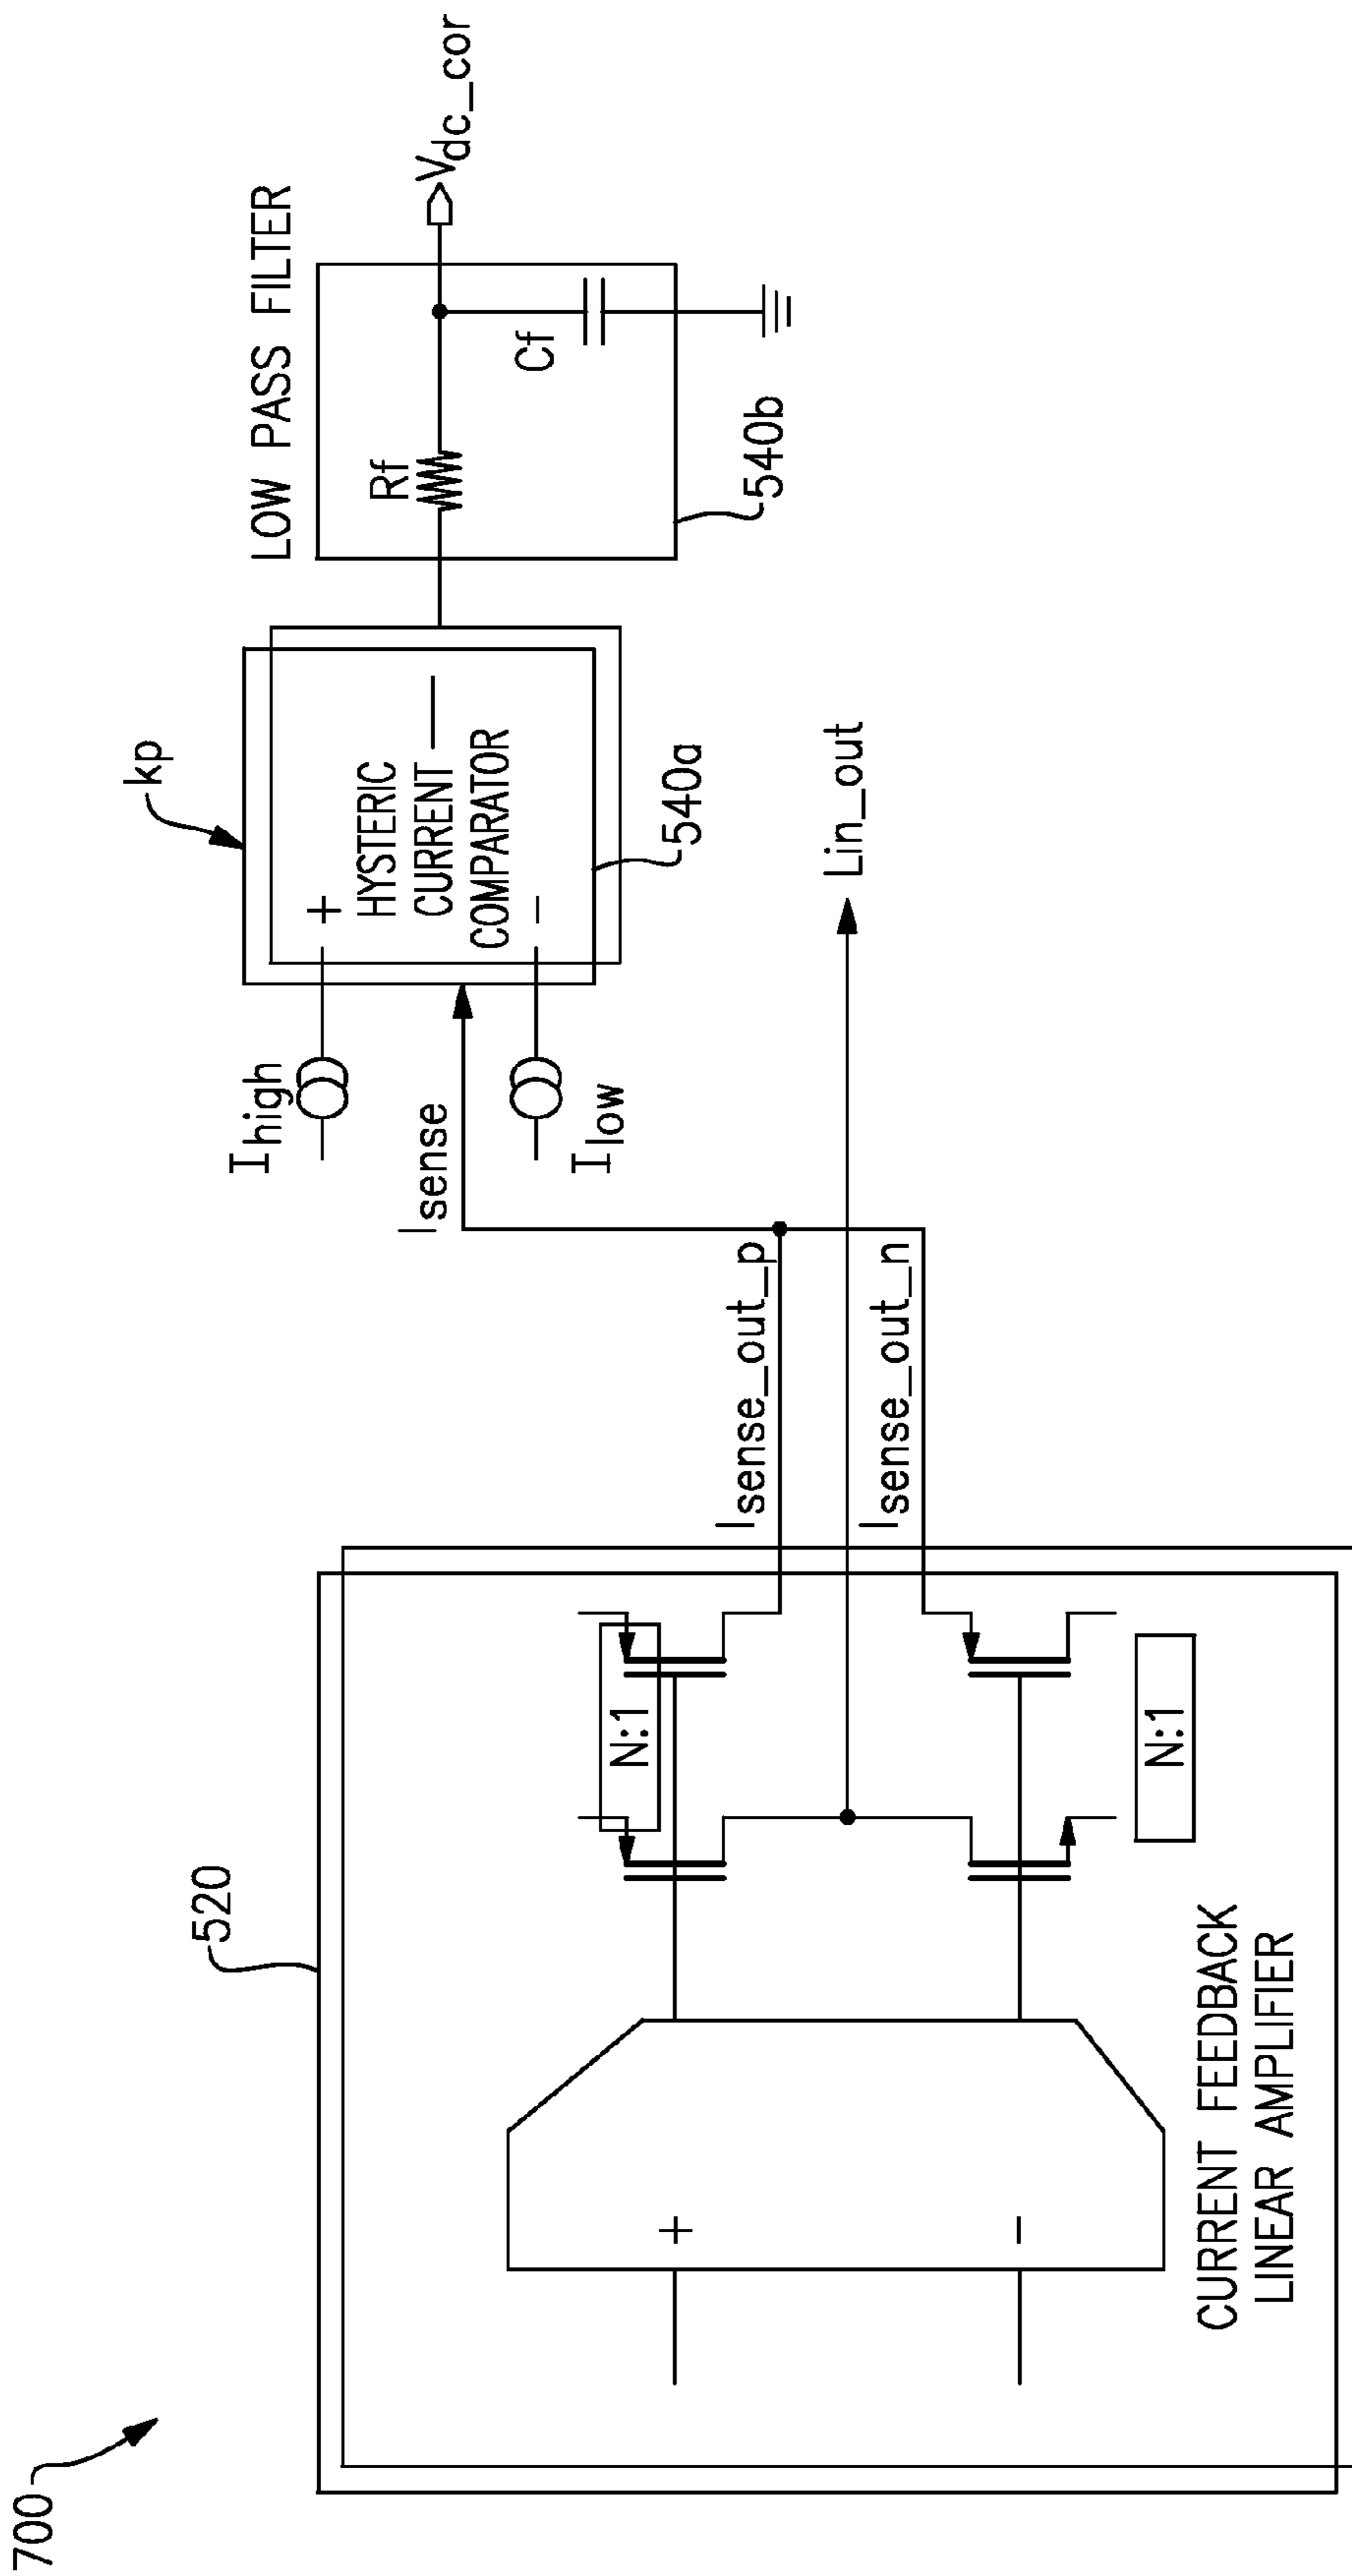 700
520
+
-
CURRENT FEEDBACK
LINEAR AMPLIFIER
N:1
N:1
Isense_out_p
Isense_out_n
Lin_out
Isense
Ihigh
Ilow
kp
+
HYSTERIC
CURRENT
COMPARATOR
-
540a
LOW PASS FILTER
Rf
Cf
540b
Vdc_cor